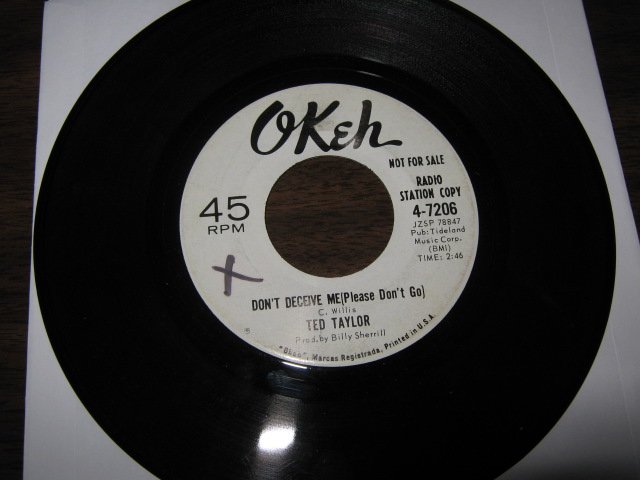 OKeh
NOT FOR SALE
RADIO
STATION COPY
4-7206
JZSP 78847
Pub: Tideland
Music Corp.
(BMI)
TIME: 2:46
45
RPM
X
DON'T DECEIVE ME(Please Don't Go)
C. Willis
TED TAYLOR
Prod. by Billy Sherrill
"OKEH", Marcas Registrada. Printed in U.S.A.